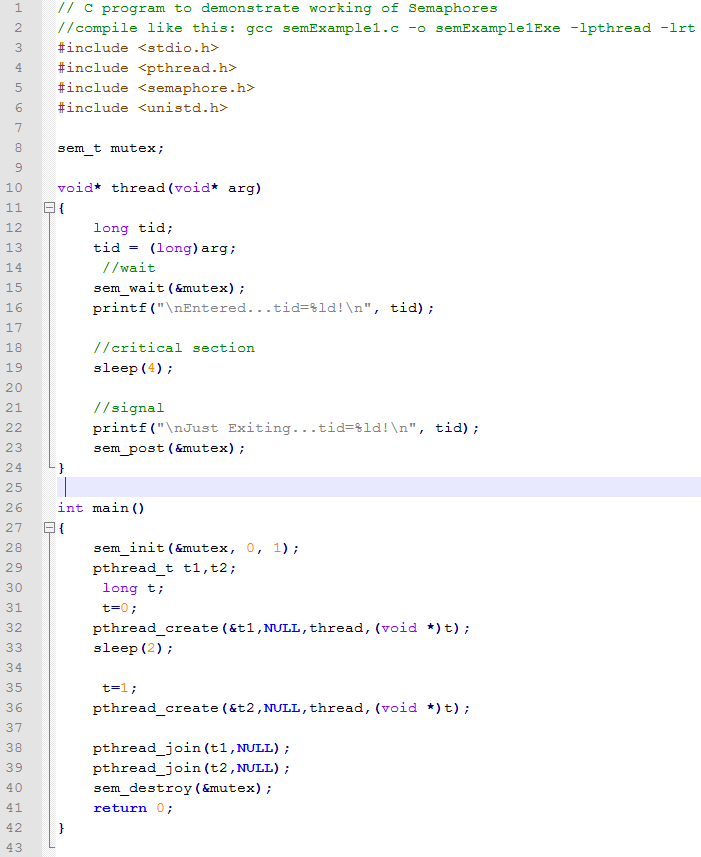 1 // C program to demonstrate working of Semaphores
2 //compile like this: gcc semExample1.c -o semExample1Exe -lpthread -lrt
3 #include <stdio.h>
4 #include <pthread.h>
5 #include <semaphore.h>
6 #include <unistd.h>
7
8 sem_t mutex;
9
10 void* thread(void* arg)
11 {
12     long tid;
13     tid = (long)arg;
14      //wait
15     sem_wait(&mutex);
16     printf("\nEntered...tid=%ld!\n", tid);
17
18     //critical section
19     sleep(4);
20
21     //signal
22     printf("\nJust Exiting...tid=%ld!\n", tid);
23     sem_post(&mutex);
24 }
25
26 int main()
27 {
28     sem_init(&mutex, 0, 1);
29     pthread_t t1,t2;
30      long t;
31      t=0;
32     pthread_create(&t1,NULL,thread,(void *)t);
33     sleep(2);
34
35      t=1;
36     pthread_create(&t2,NULL,thread,(void *)t);
37
38     pthread_join(t1,NULL);
39     pthread_join(t2,NULL);
40     sem_destroy(&mutex);
41     return 0;
42 }
43